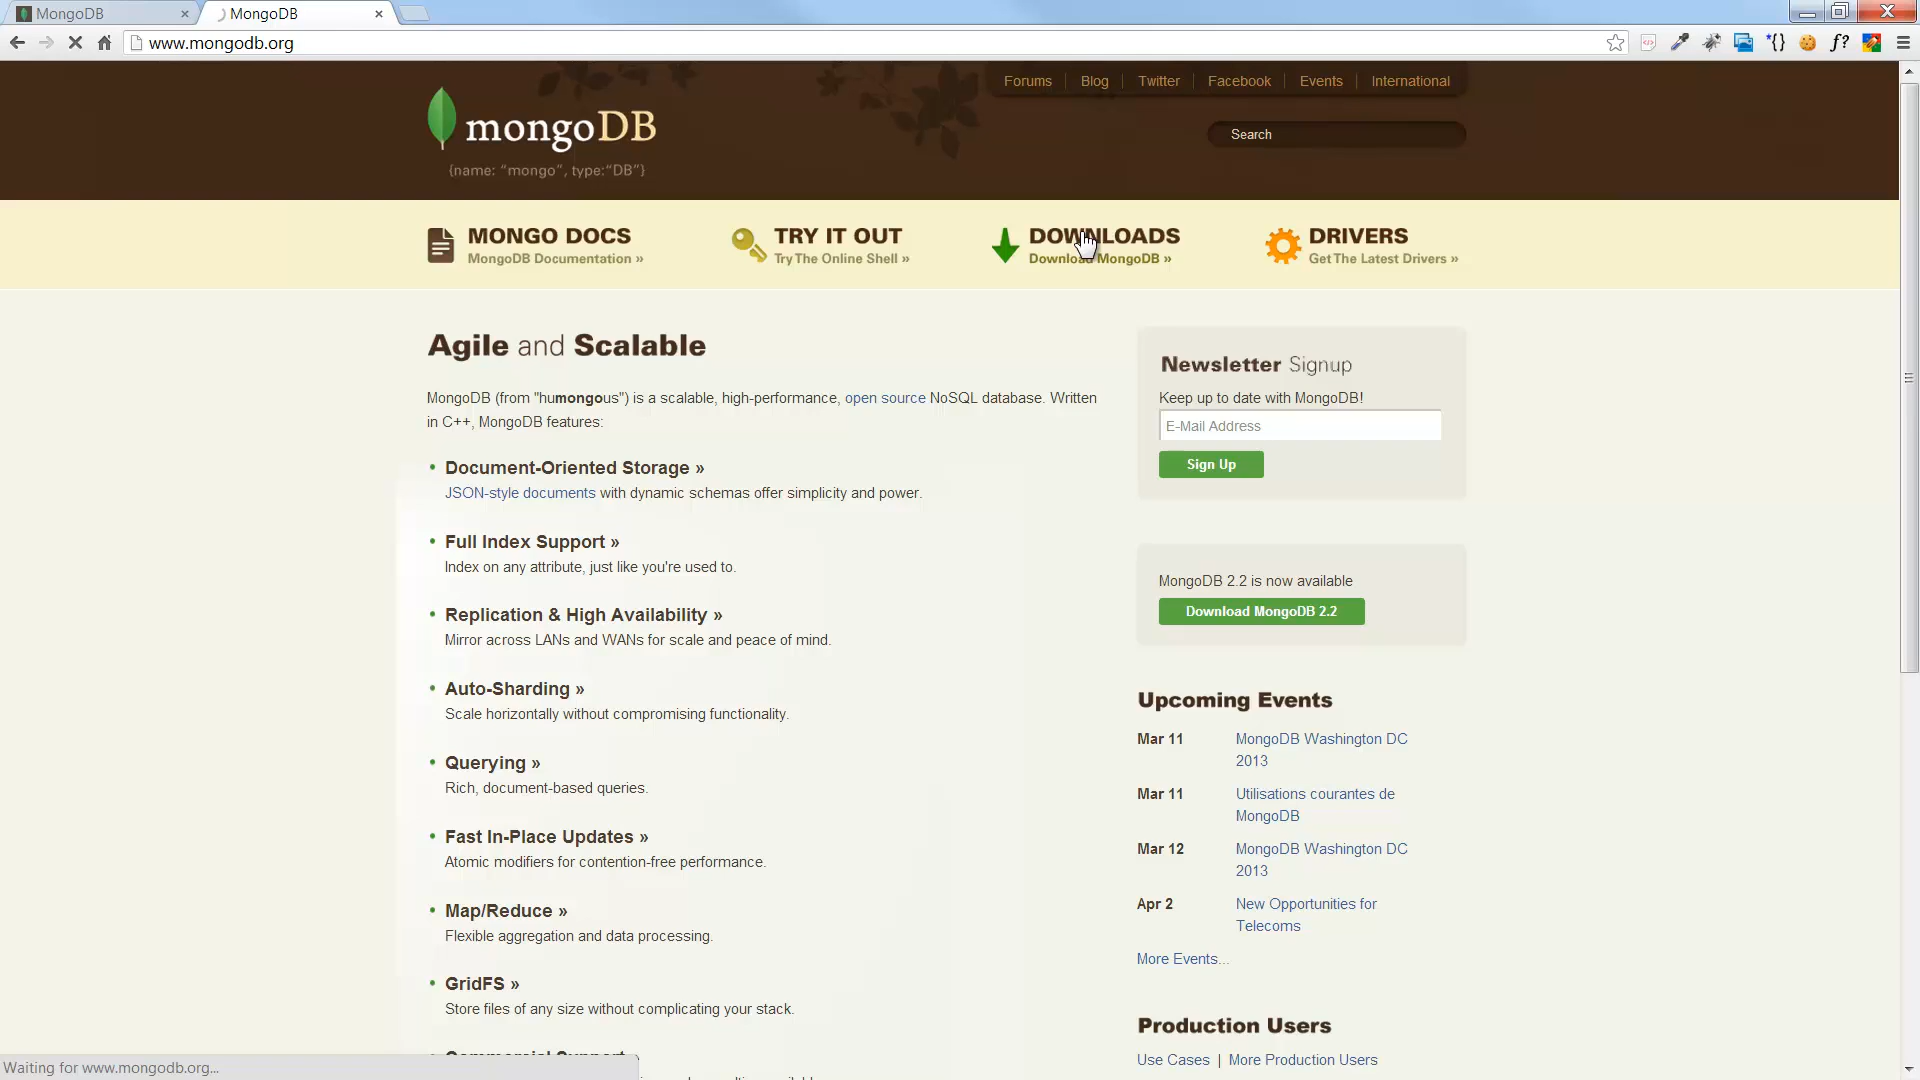 MongoDB
MongoDB
www.mongodb.org
Forums Blog Twitter Facebook Events International
mongoDB
Search
{name: “mongo”, type:“DB”}
MONGO DOCS
MongoDB Documentation »
TRY IT OUT
Try The Online Shell »
DOWNLOADS
Download MongoDB »
DRIVERS
Get The Latest Drivers »
Agile and Scalable
MongoDB (from "humongous") is a scalable, high-performance, open source NoSQL database. Written
in C++, MongoDB features:
Document-Oriented Storage »
JSON-style documents with dynamic schemas offer simplicity and power.
Full Index Support »
Index on any attribute, just like you're used to.
Replication & High Availability »
Mirror across LANs and WANs for scale and peace of mind.
Auto-Sharding »
Scale horizontally without compromising functionality.
Querying »
Rich, document-based queries.
Fast In-Place Updates »
Atomic modifiers for contention-free performance.
Map/Reduce »
Flexible aggregation and data processing.
GridFS »
Store files of any size without complicating your stack.
Newsletter Signup
Keep up to date with MongoDB!
E-Mail Address
Sign Up
MongoDB 2.2 is now available
Download MongoDB 2.2
Upcoming Events
Mar 11 MongoDB Washington DC
2013
Mar 11 Utilisations courantes de
MongoDB
Mar 12 MongoDB Washington DC
2013
Apr 2 New Opportunities for
Telecoms
More Events...
Production Users
Use Cases | More Production Users
Waiting for www.mongodb.org...